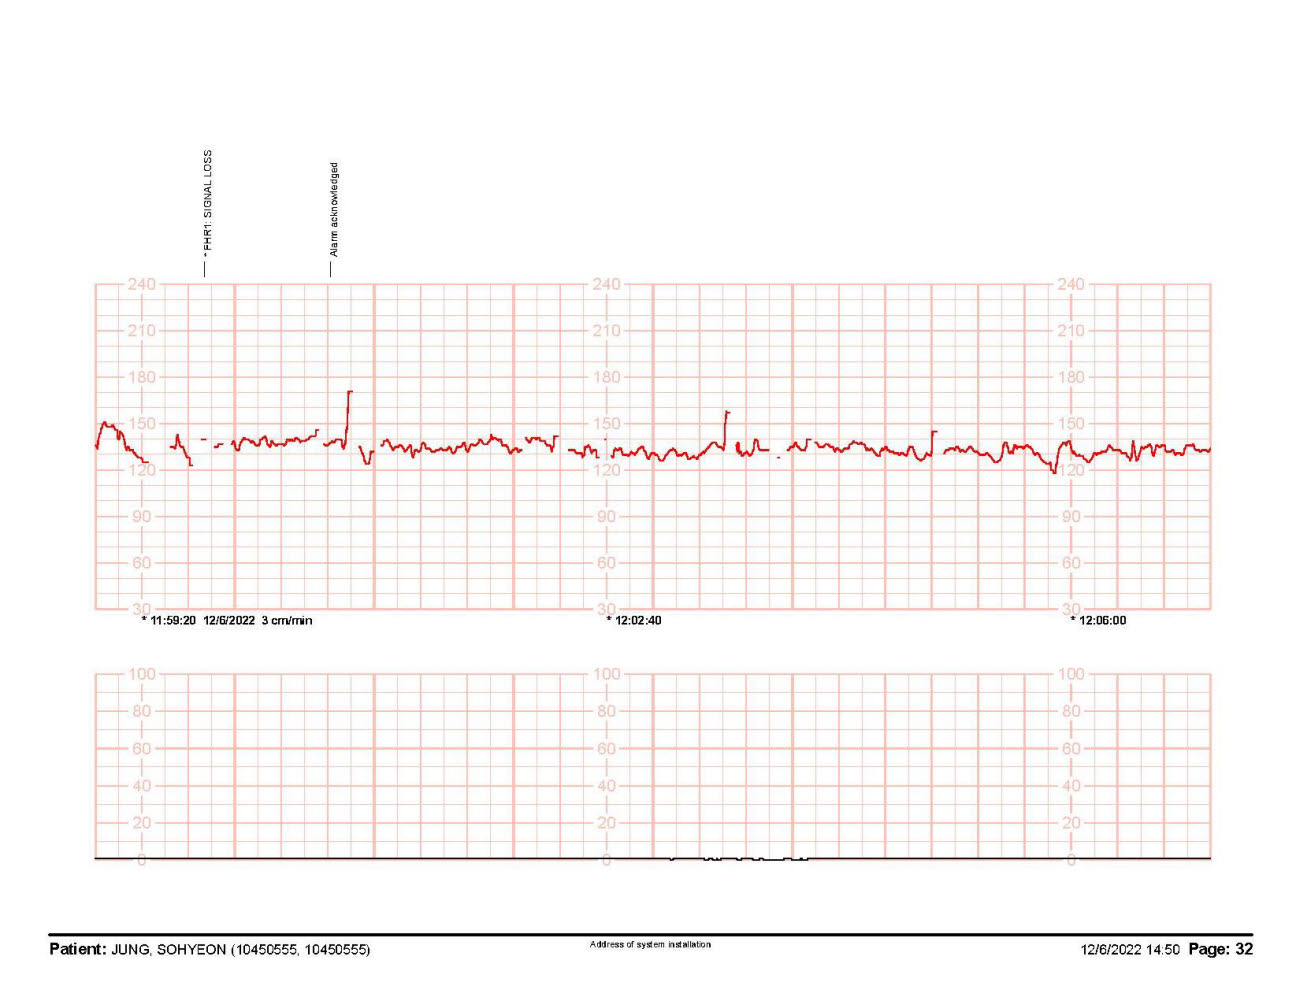 * FHR1: SIGNAL LOSS
Alarm acknowledged
240 240 240
210 210 210
180 180 180
150 150 150
120 120 120
90 90 90
60 60 60
30 30 30
* 11:59:20 12/6/2022 3 cm/min * 12:02:40 * 12:06:00
100 100 100
80 80 80
60 60 60
40 40 40
20 20 20
0 0 0
Patient: JUNG, SOHYEON (10450555, 10450555) Address of system installation 12/6/2022 14:50 Page: 32